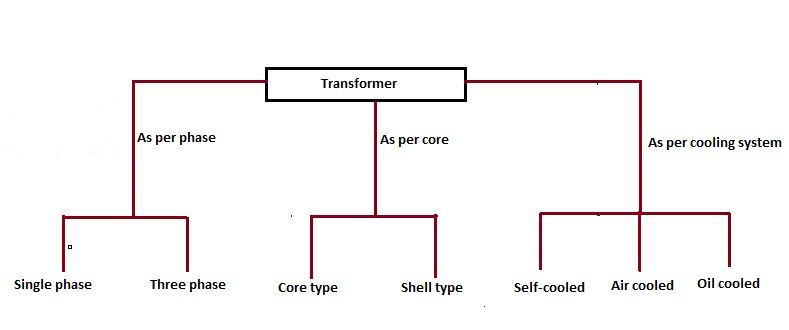 Transformer
As per phase
As per core
As per cooling system
Single phase
Three phase
Core type
Shell type
Self-cooled
Air cooled
Oil cooled